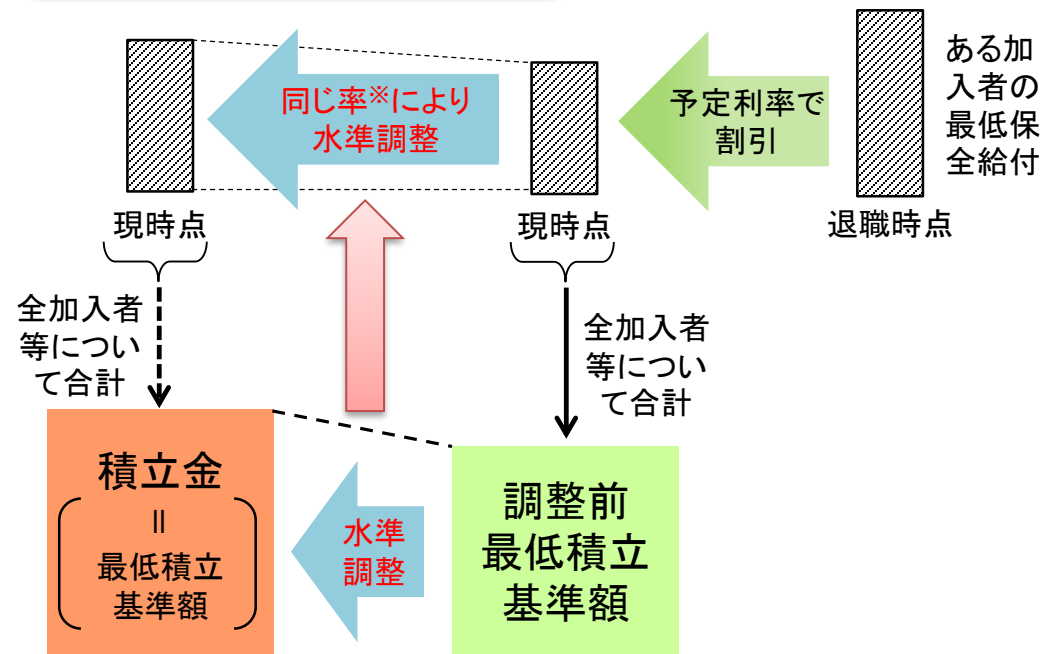 同じ率※により
水準調整
予定利率で
割引
ある加
入者の
最低保
全給付
現時点
現時点
退職時点
全加入者
等につい
て合計
全加入者
等につい
て合計
積立金
＝
最低積立
基準額
水準
調整
調整前
最低積立
基準額